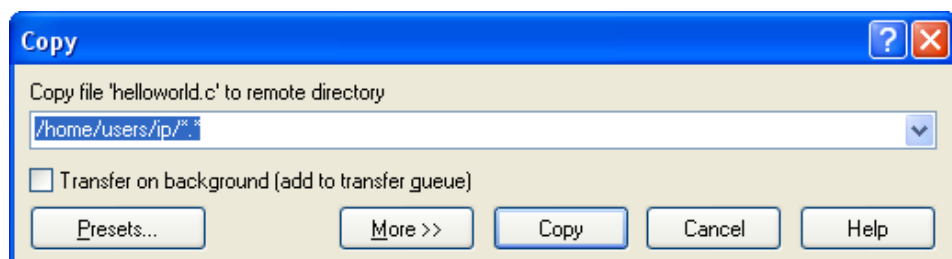 Copy
Copy file 'helloworld.c' to remote directory
/home/users/ip/*.*
Transfer on background (add to transfer queue)
Presets... More >> Copy Cancel Help